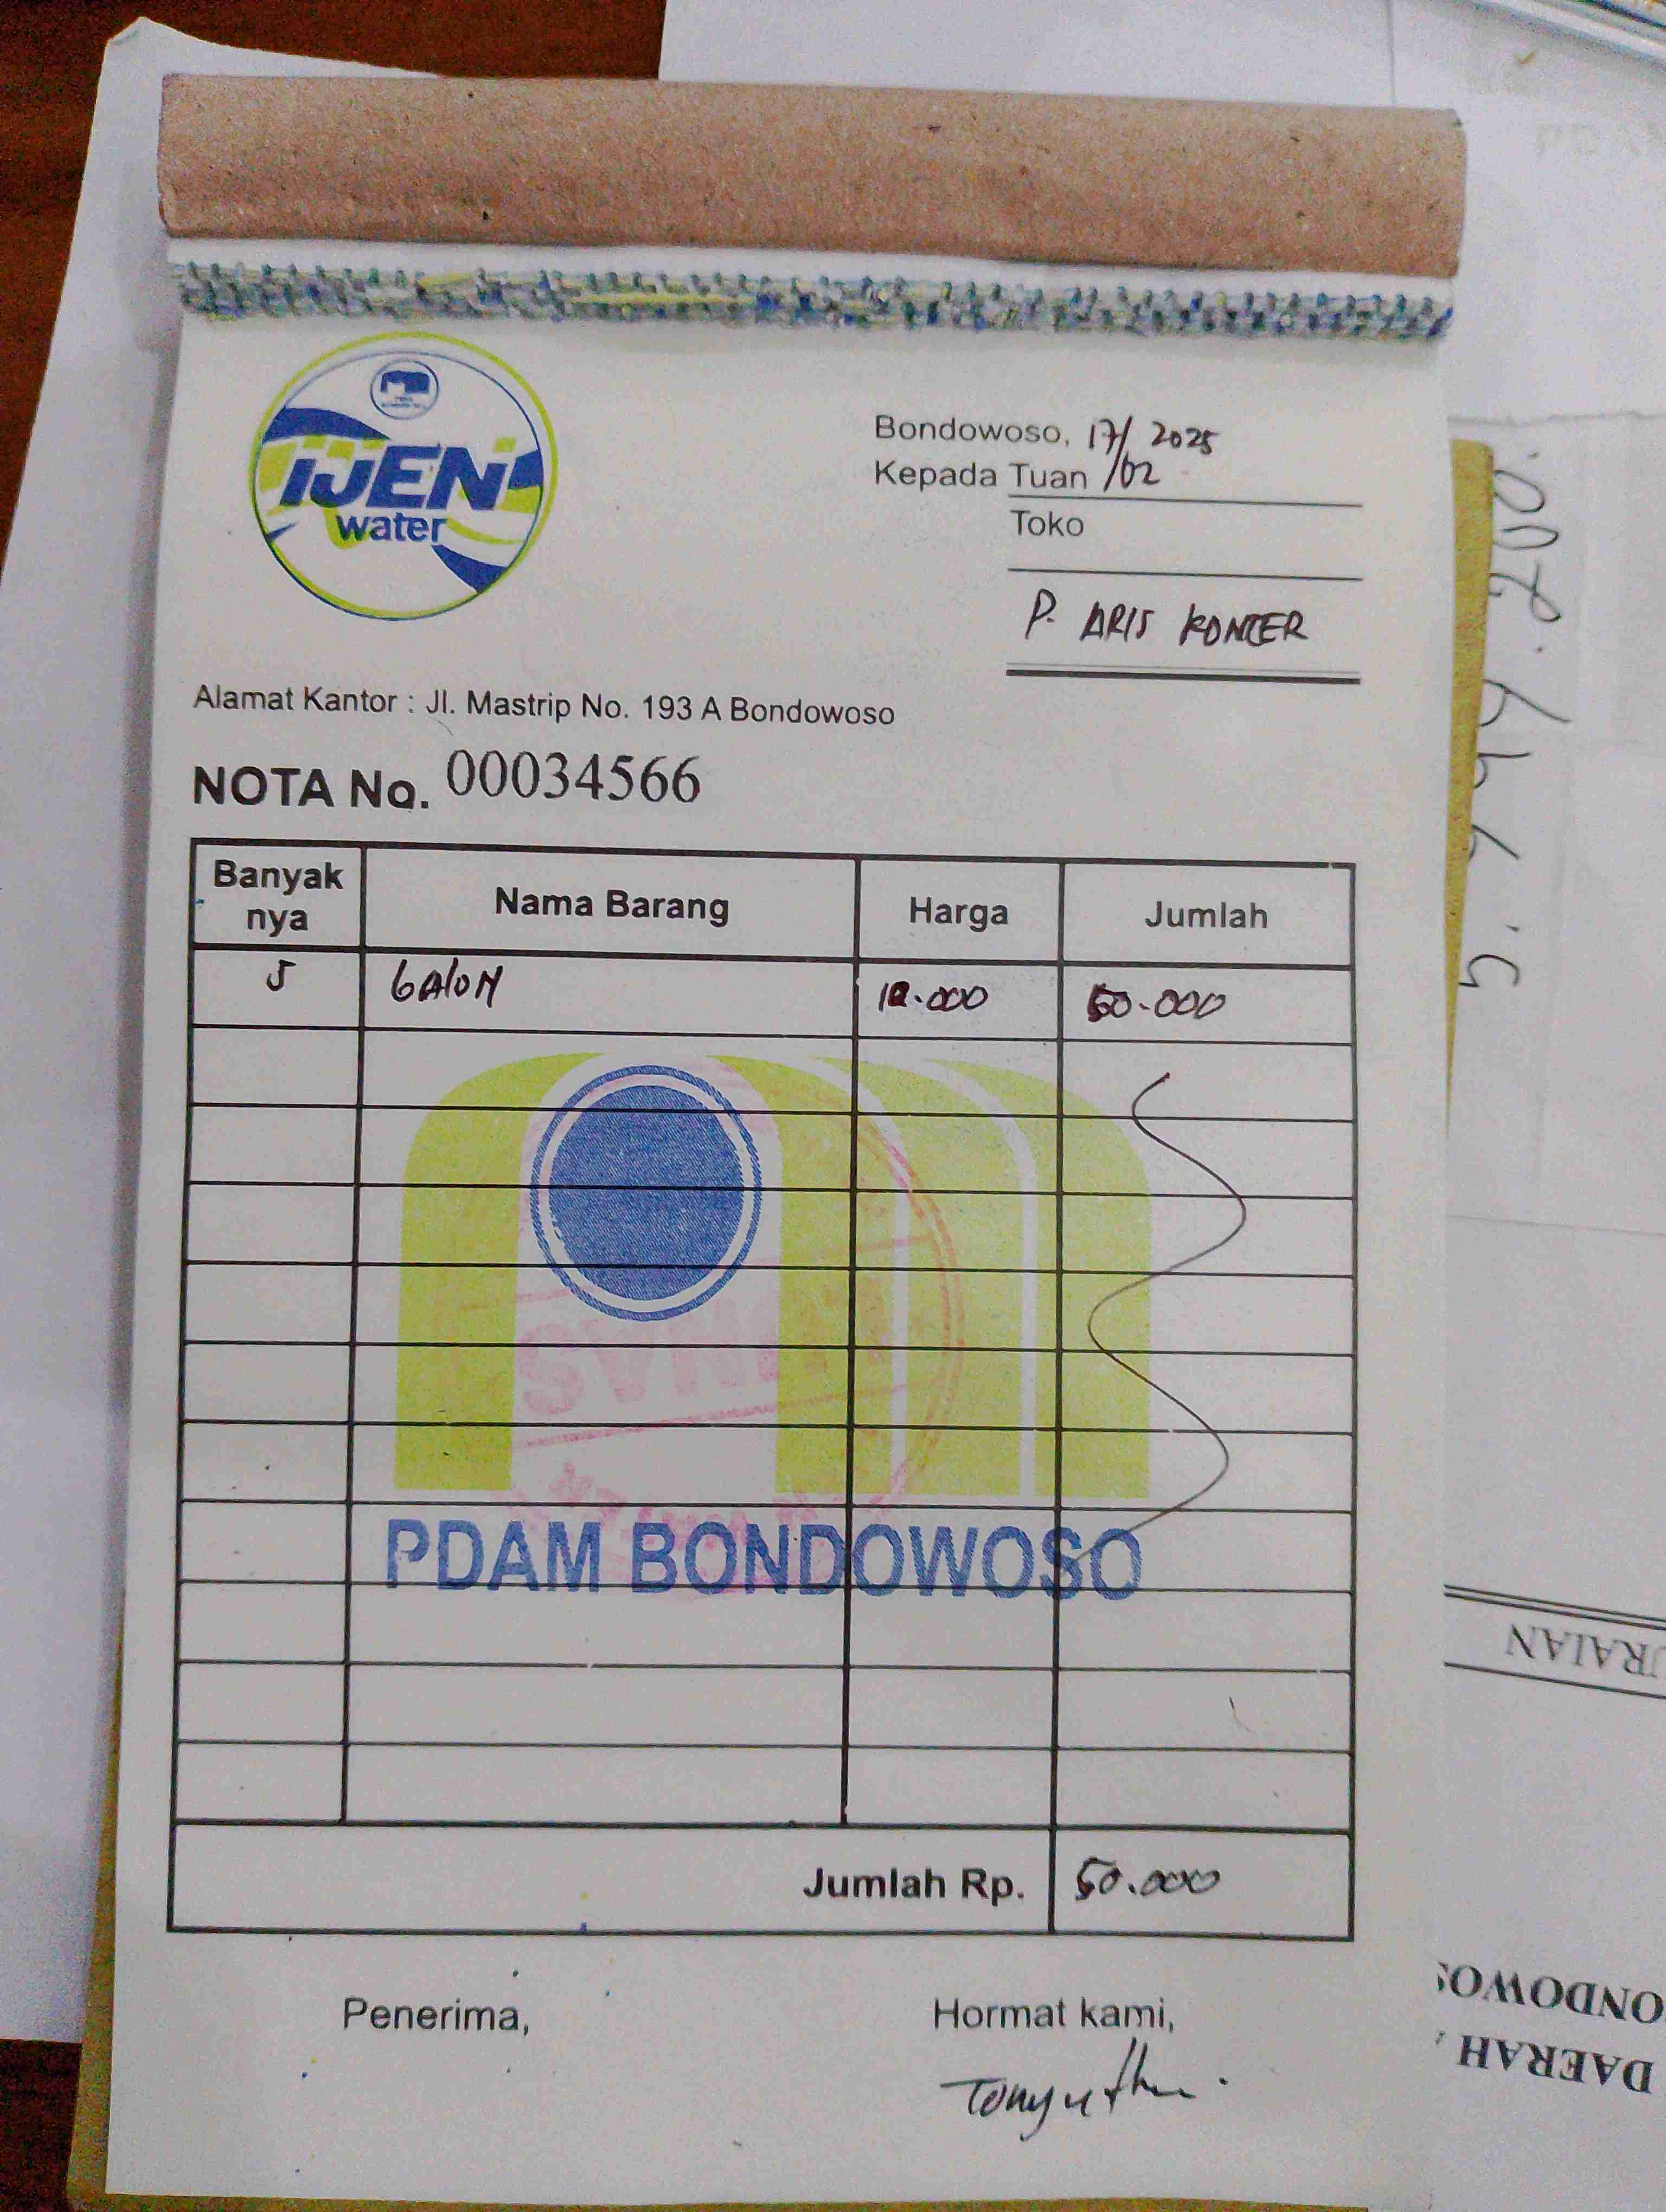 IJEN
water
Bondowoso, 17/02 2025
Kepada Tuan
Toko
P. ARIS KONCER
Alamat Kantor : Jl. Mastrip No. 193 A Bondowoso
NOTA No. 00034566
Banyak nya Nama Barang Harga Jumlah
5 GALON 10.000 50.000
PDAM BONDOWOSO
Jumlah Rp. 50.000
Penerima, Hormat kami,
URAIAN
ONDOWOS
DAERAH